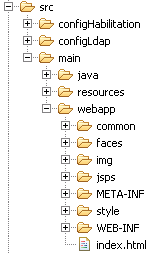 src
configHabilitation
configLdap
main
java
resources
webapp
common
faces
img
jsps
META-INF
style
WEB-INF
index.html